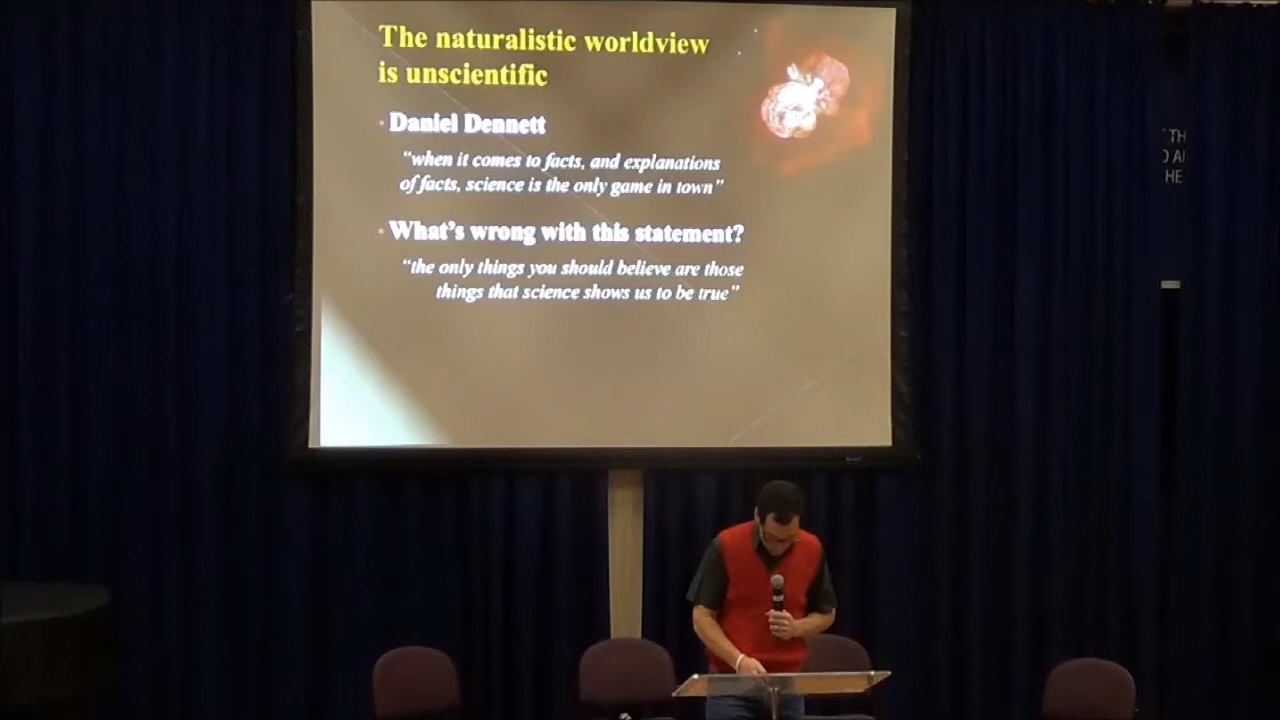 The naturalistic worldview
is unscientific
· Daniel Dennett
“when it comes to facts, and explanations
of facts, science is the only game in town”
· What’s wrong with this statement?
“the only things you should believe are those
things that science shows us to be true”